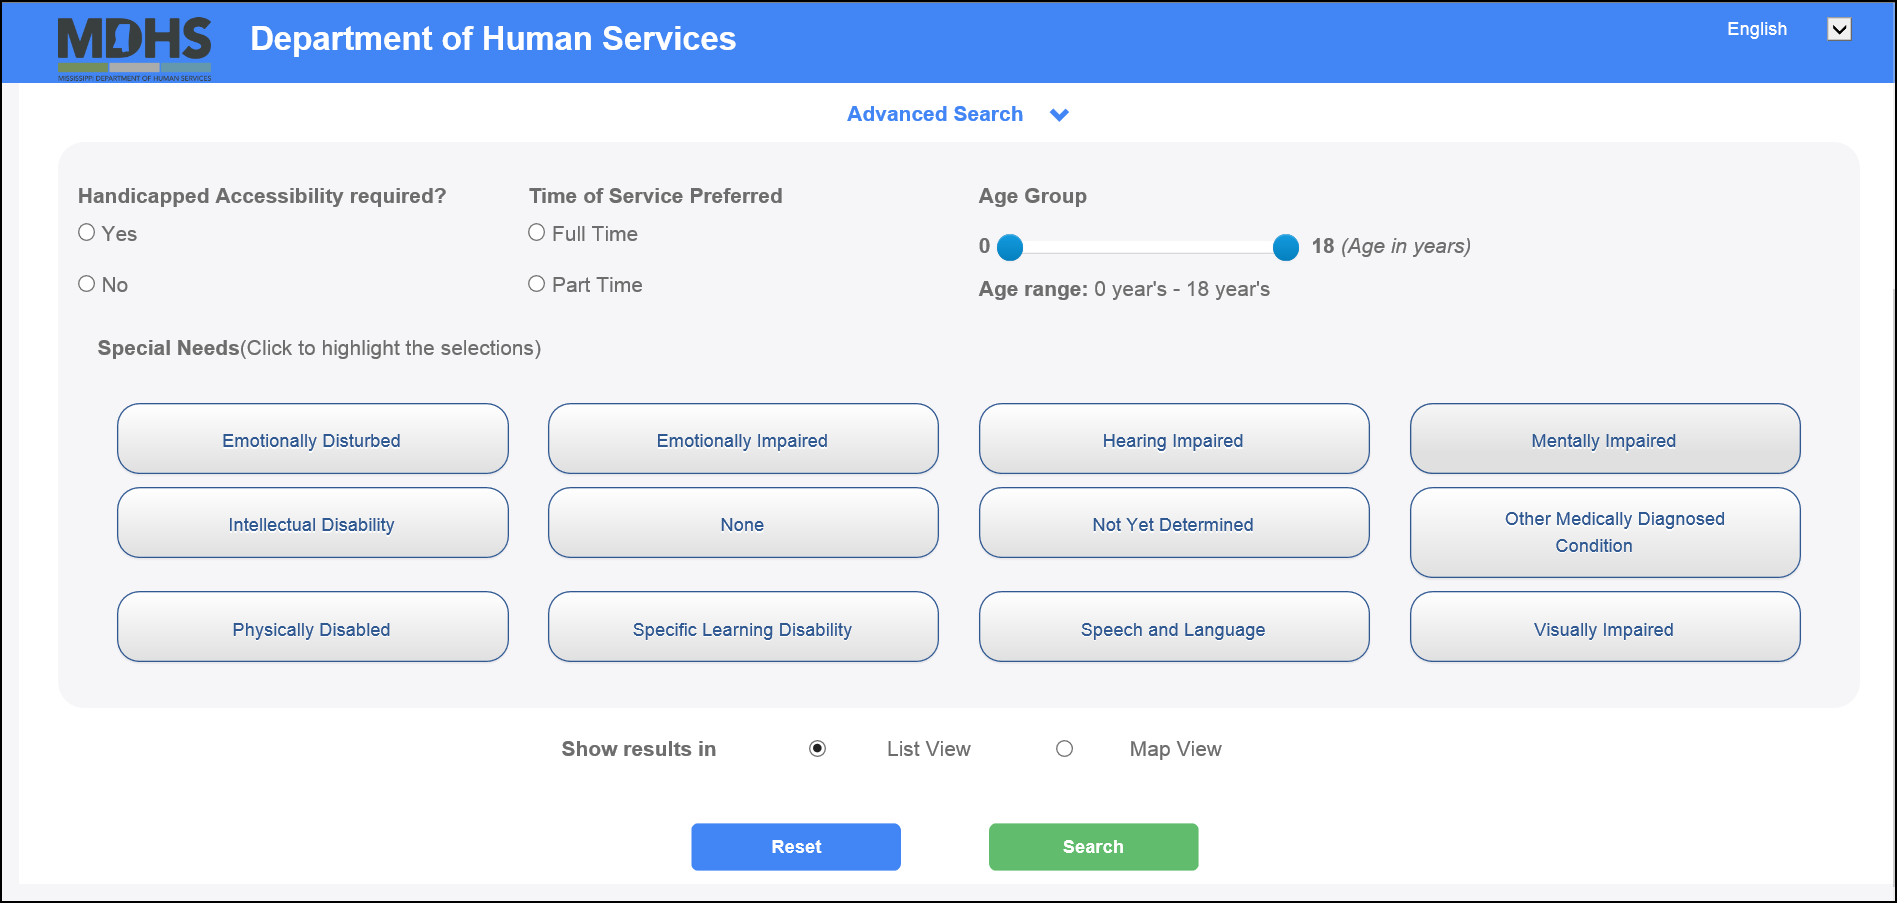 MDHS
MISSISSIPPI DEPARTMENT OF HUMAN SERVICES
Department of Human Services
English
Advanced Search
Handicapped Accessibility required?
Time of Service Preferred
Age Group
Yes
Full Time
0
18 (Age in years)
No
Part Time
Age range: 0 year's - 18 year's
Special Needs(Click to highlight the selections)
Emotionally Disturbed
Emotionally Impaired
Hearing Impaired
Mentally Impaired
Intellectual Disability
None
Not Yet Determined
Other Medically Diagnosed
Condition
Physically Disabled
Specific Learning Disability
Speech and Language
Visually Impaired
Show results in
List View
Map View
Reset
Search